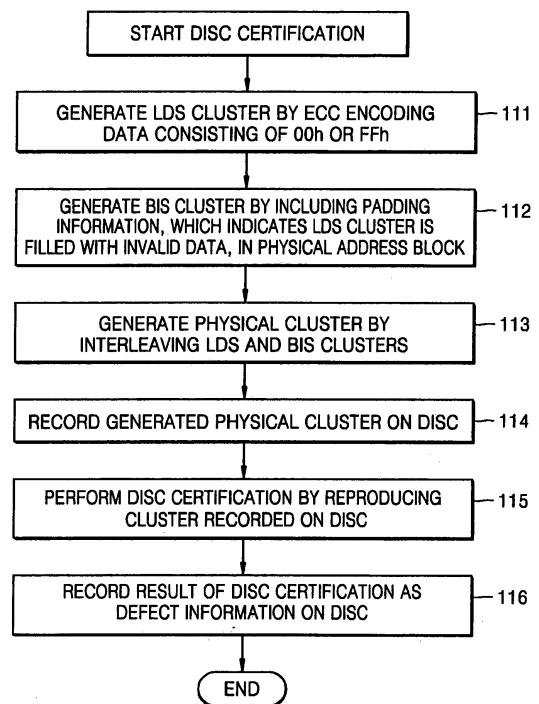 START DISC CERTIFICATION
GENERATE LDS CLUSTER BY ECC ENCODING
DATA CONSISTING OF 00h OR FFh
111
GENERATE BIS CLUSTER BY INCLUDING PADDING
INFORMATION, WHICH INDICATES LDS CLUSTER IS
FILLED WITH INVALID DATA, IN PHYSICAL ADDRESS BLOCK
112
GENERATE PHYSICAL CLUSTER BY
INTERLEAVING LDS AND BIS CLUSTERS
113
RECORD GENERATED PHYSICAL CLUSTER ON DISC
114
PERFORM DISC CERTIFICATION BY REPRODUCING
CLUSTER RECORDED ON DISC
115
RECORD RESULT OF DISC CERTIFICATION AS
DEFECT INFORMATION ON DISC
116
END